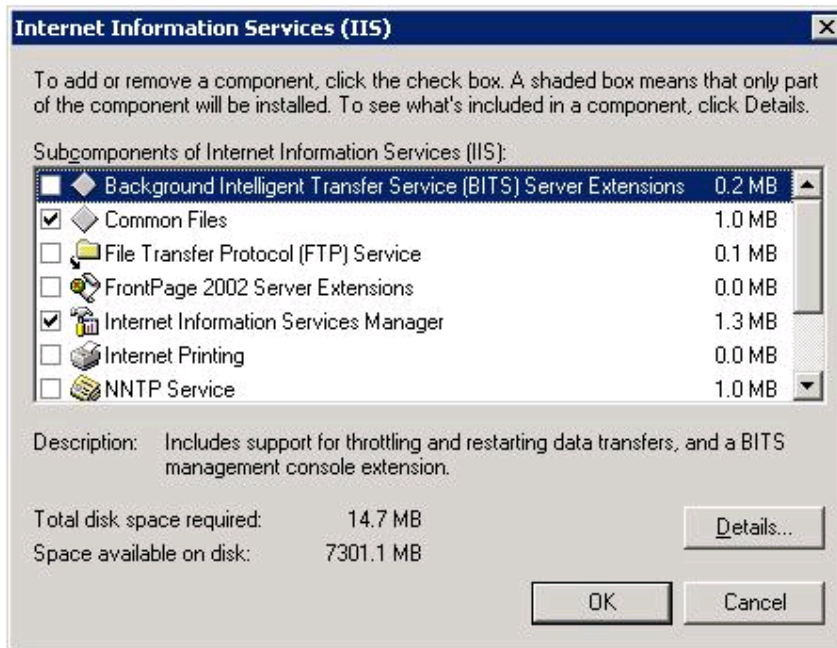 Internet Information Services (IIS)
To add or remove a component, click the check box. A shaded box means that only part
of the component will be installed. To see what's included in a component, click Details.
Subcomponents of Internet Information Services (IIS):
Background Intelligent Transfer Service (BITS) Server Extensions 0.2 MB
Common Files 1.0 MB
File Transfer Protocol (FTP) Service 0.1 MB
FrontPage 2002 Server Extensions 0.0 MB
Internet Information Services Manager 1.3 MB
Internet Printing 0.0 MB
NNTP Service 1.0 MB
Description: Includes support for throttling and restarting data transfers, and a BITS
management console extension.
Total disk space required: 14.7 MB
Space available on disk: 7301.1 MB
Details...
OK Cancel